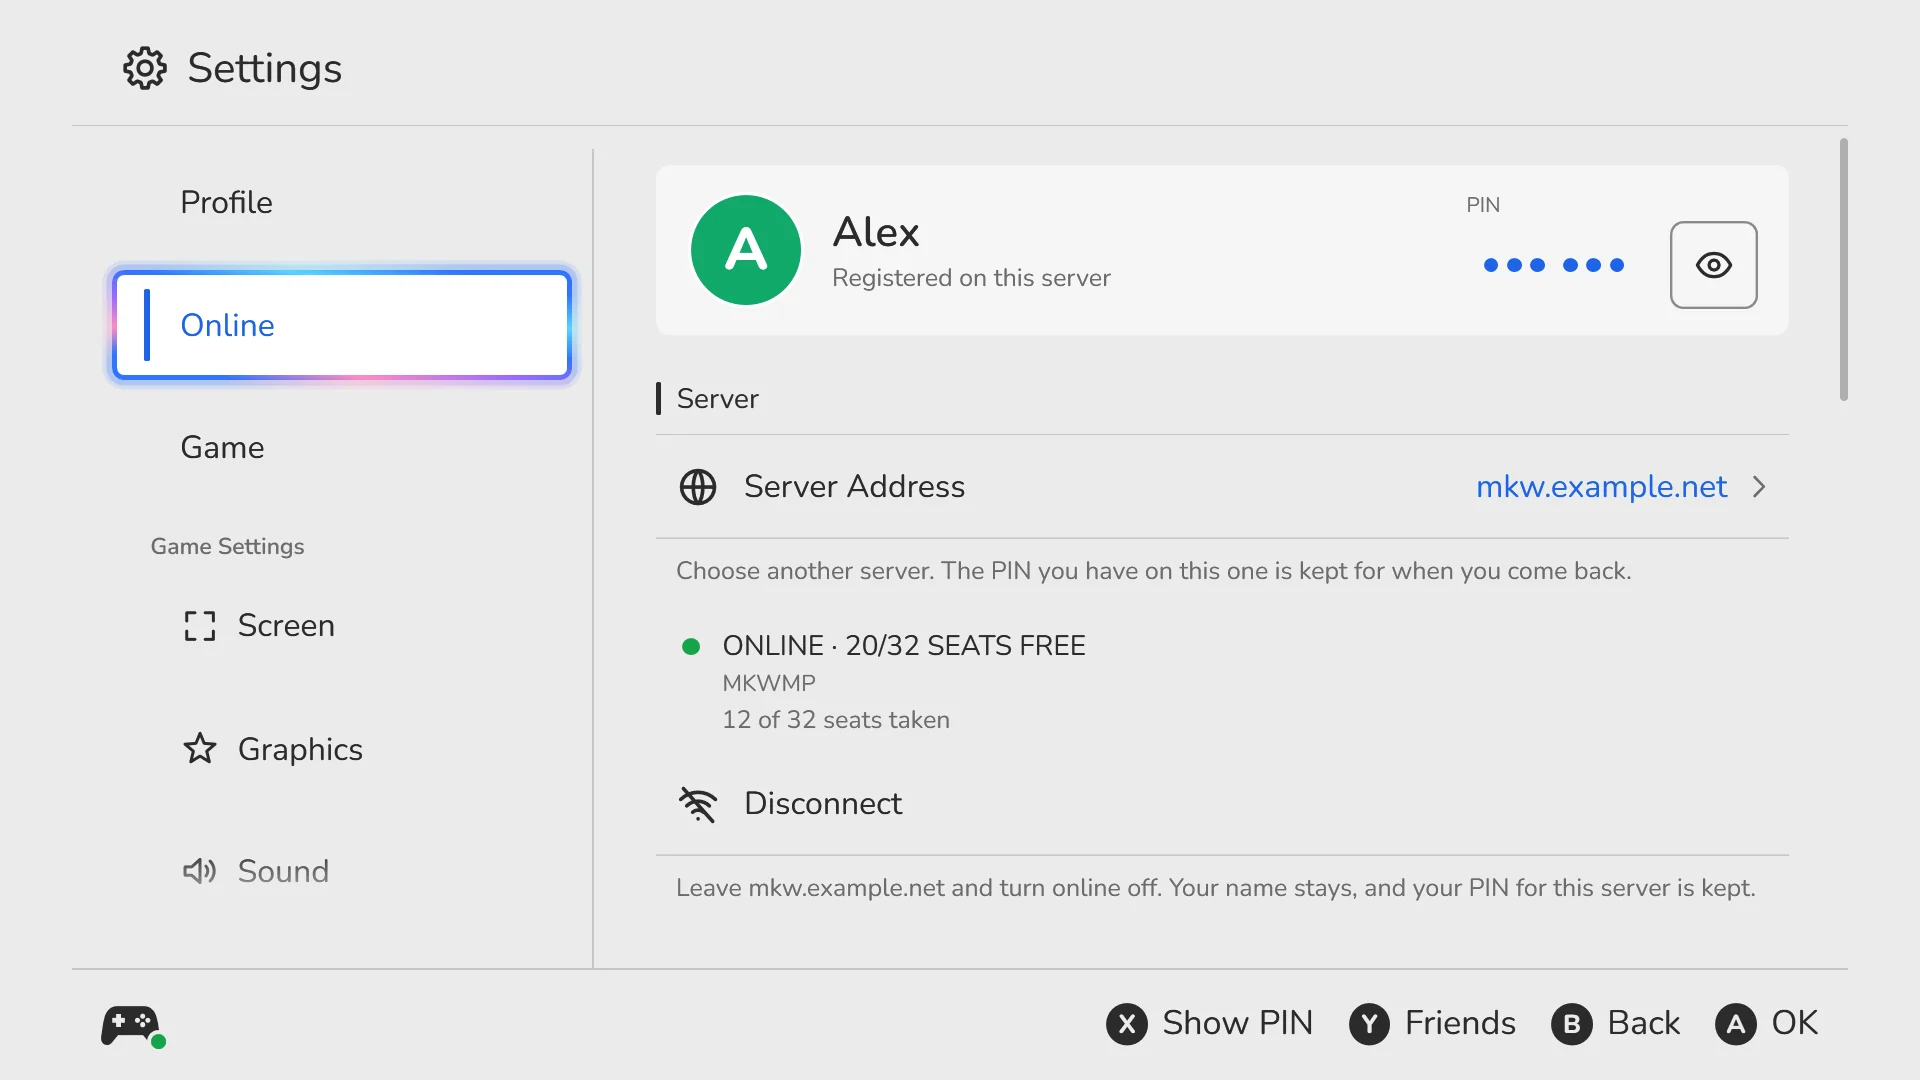 Settings
Profile
Online
Game
Game Settings
Screen
Graphics
Sound
A
Alex
Registered on this server
PIN
Server
Server Address
mkw.example.net
Choose another server. The PIN you have on this one is kept for when you come back.
ONLINE · 20/32 SEATS FREE
MKWMP
12 of 32 seats taken
Disconnect
Leave mkw.example.net and turn online off. Your name stays, and your PIN for this server is kept.
X Show PIN
Y Friends
B Back
A OK